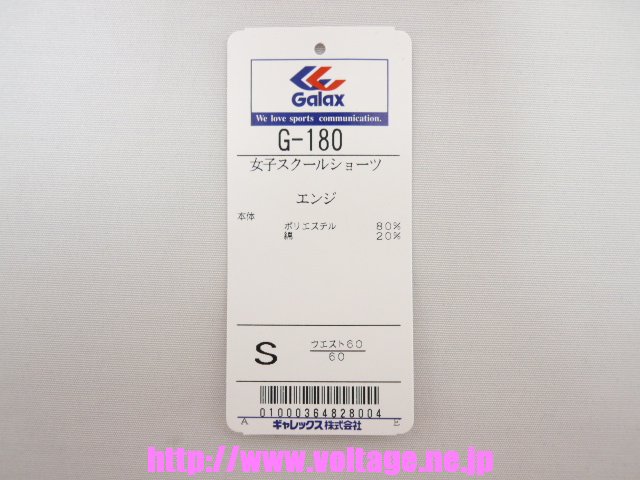 Galax
We love sports communication.
G-180
女子スクールショーツ
エンジ
本体
ポリエステル 80%
綿 20%
S
ウエスト60
60
01000364828004
A E
ギャレックス株式会社
http://www.voltage.ne.jp